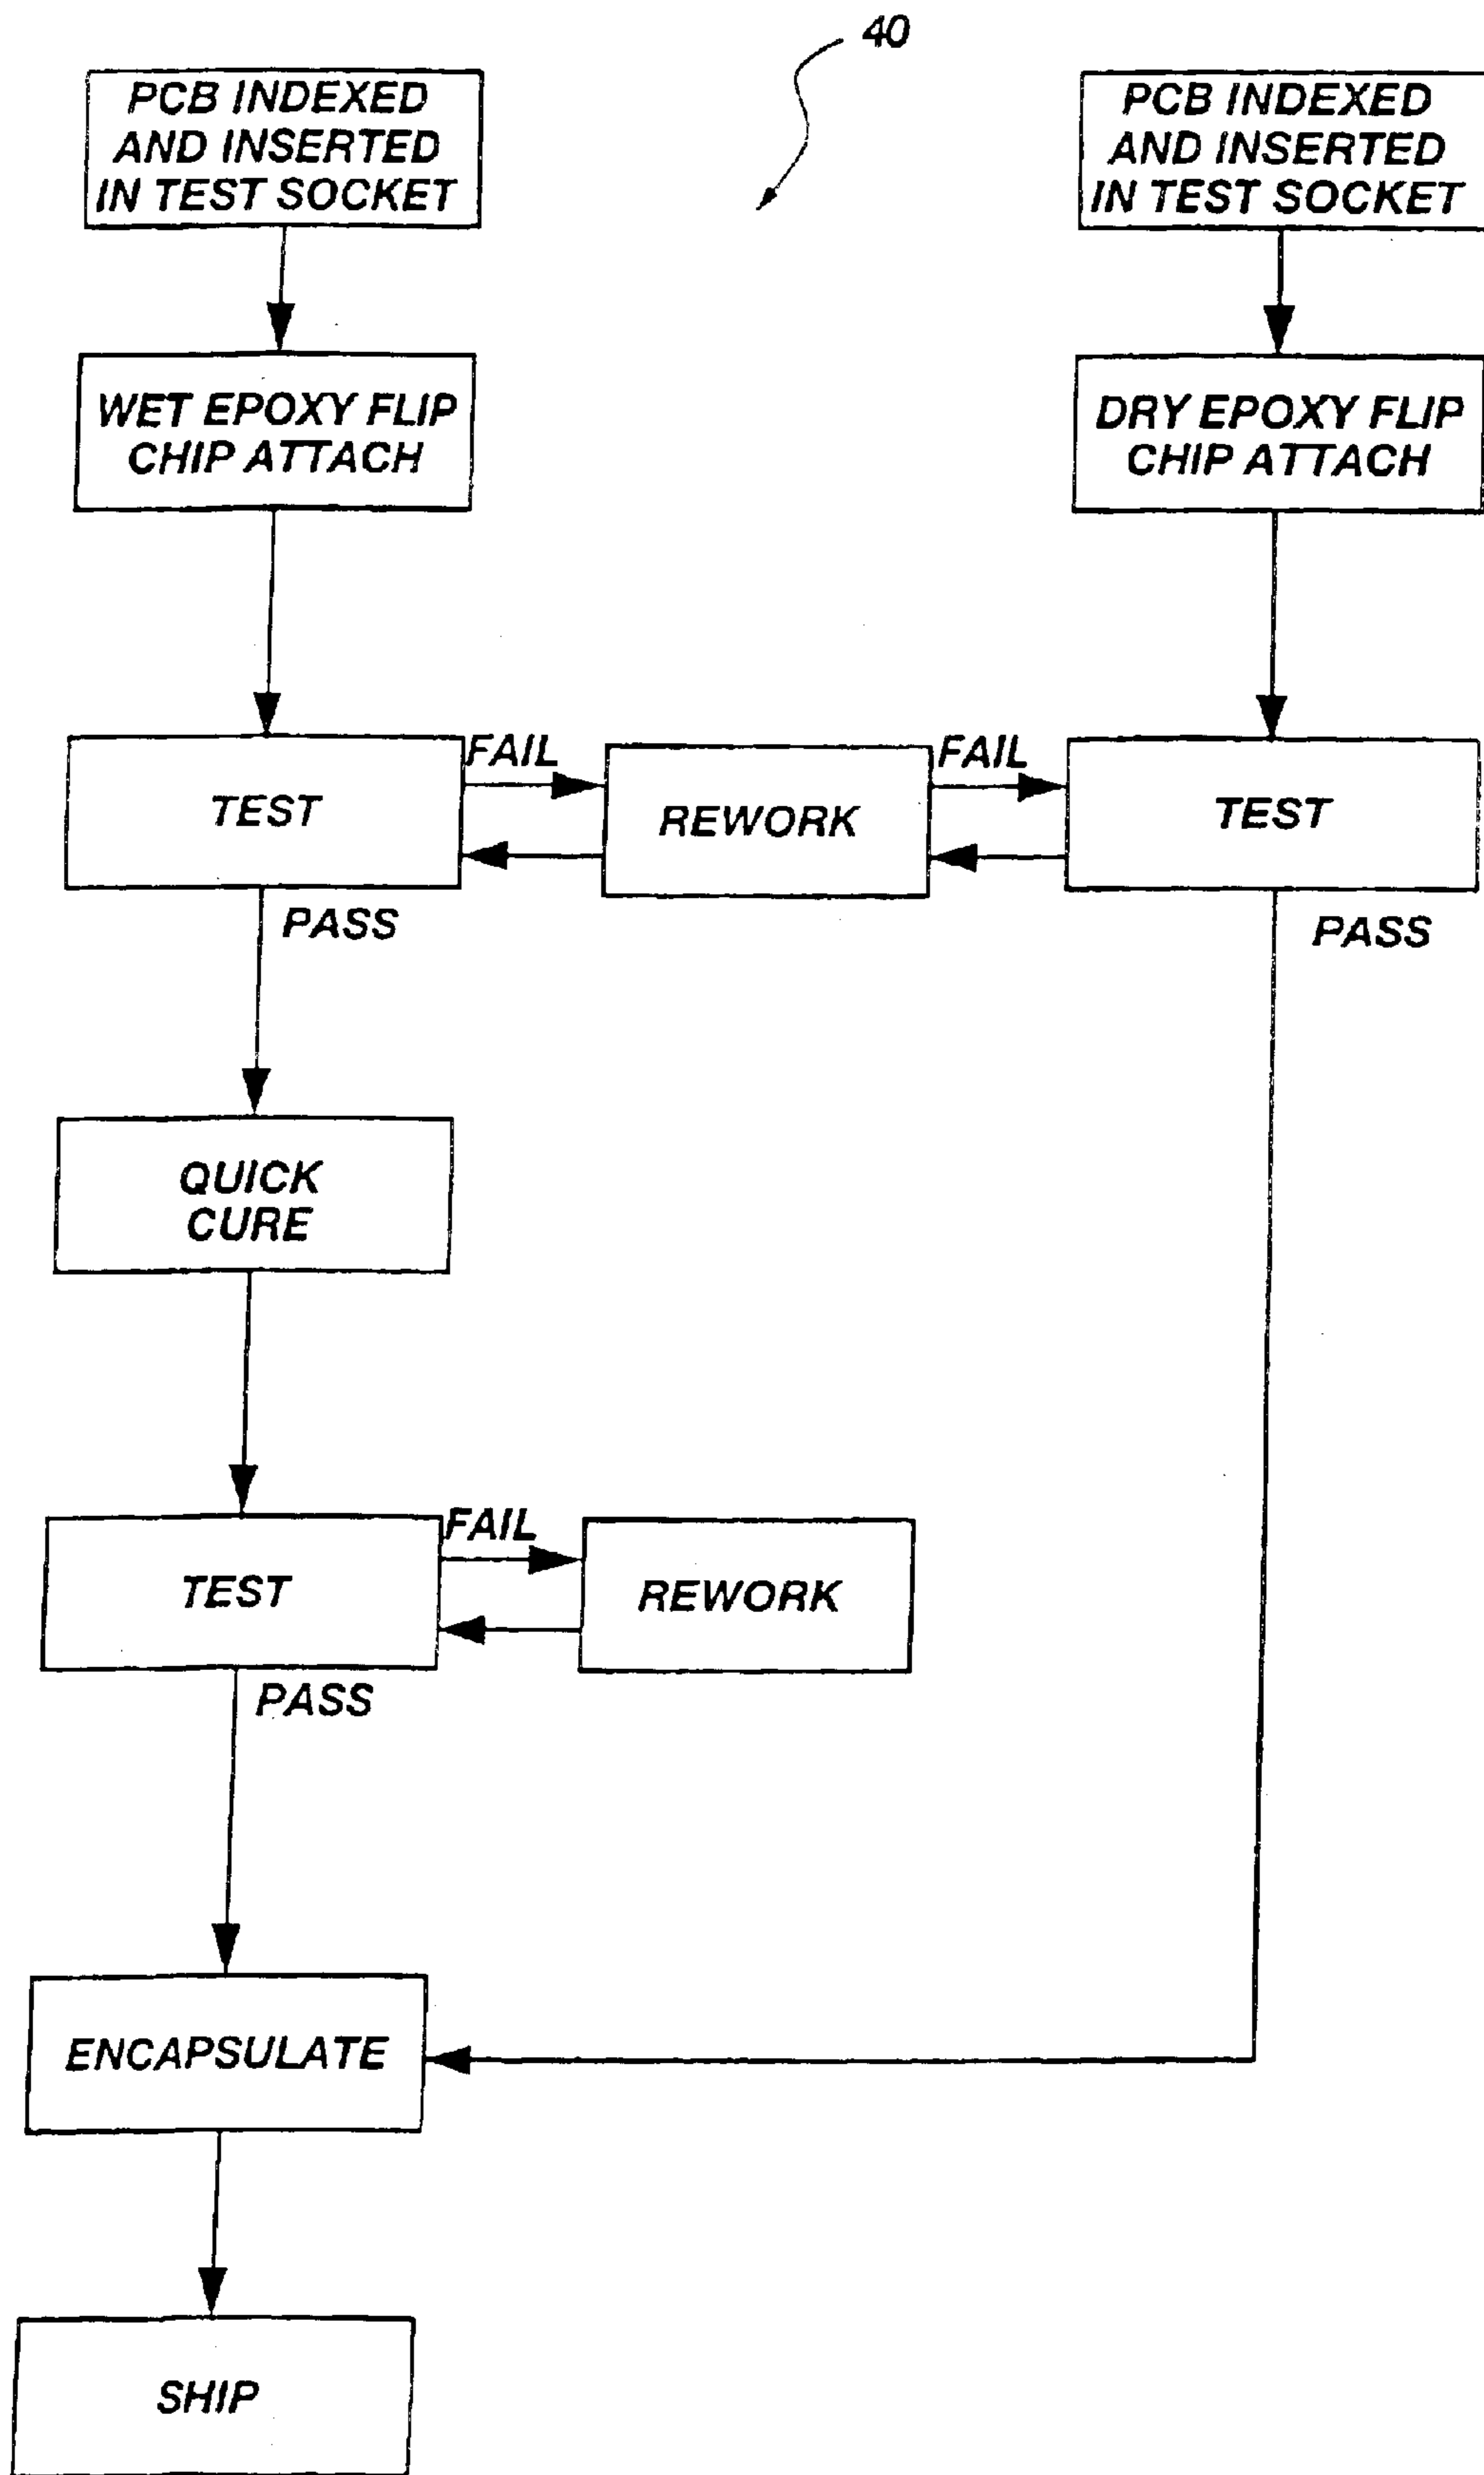 40
PCB INDEXED
AND INSERTED
IN TEST SOCKET
PCB INDEXED
AND INSERTED
IN TEST SOCKET
WET EPOXY FLIP
CHIP ATTACH
DRY EPOXY FLIP
CHIP ATTACH
TEST
FAIL
REWORK
FAIL
TEST
PASS
PASS
QUICK
CURE
TEST
FAIL
REWORK
PASS
ENCAPSULATE
SHIP